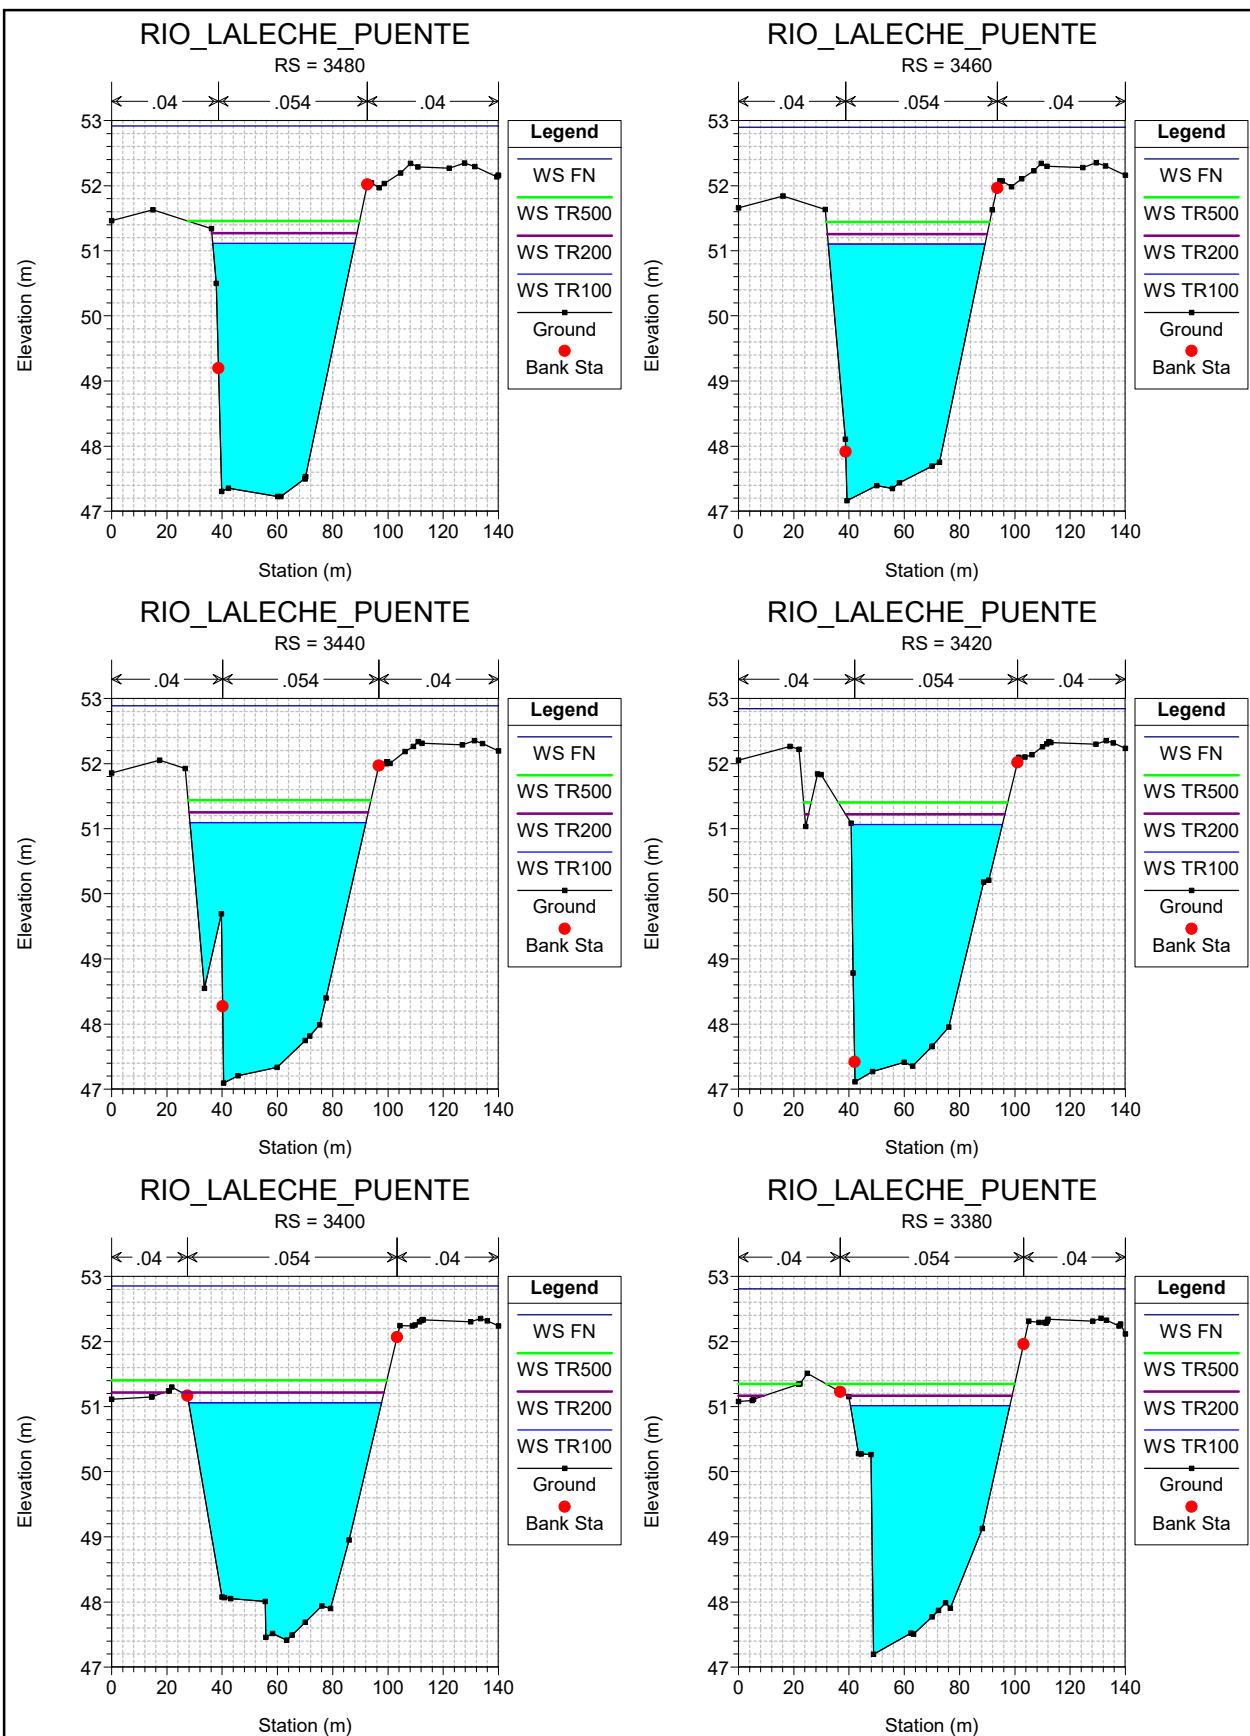 RIO_LALECHE_PUENTE
RS = 3480
.04 .054 .04
53
52
51
50
49
48
47
0 20 40 60 80 100 120 140
Elevation (m)
Station (m)
Legend
WS FN
WS TR500
WS TR200
WS TR100
Ground
Bank Sta
RIO_LALECHE_PUENTE
RS = 3460
.04 .054 .04
53
52
51
50
49
48
47
0 20 40 60 80 100 120 140
Elevation (m)
Station (m)
Legend
WS FN
WS TR500
WS TR200
WS TR100
Ground
Bank Sta
RIO_LALECHE_PUENTE
RS = 3440
.04 .054 .04
53
52
51
50
49
48
47
0 20 40 60 80 100 120 140
Elevation (m)
Station (m)
Legend
WS FN
WS TR500
WS TR200
WS TR100
Ground
Bank Sta
RIO_LALECHE_PUENTE
RS = 3420
.04 .054 .04
53
52
51
50
49
48
47
0 20 40 60 80 100 120 140
Elevation (m)
Station (m)
Legend
WS FN
WS TR500
WS TR200
WS TR100
Ground
Bank Sta
RIO_LALECHE_PUENTE
RS = 3400
.04 .054 .04
53
52
51
50
49
48
47
0 20 40 60 80 100 120 140
Elevation (m)
Station (m)
Legend
WS FN
WS TR500
WS TR200
WS TR100
Ground
Bank Sta
RIO_LALECHE_PUENTE
RS = 3380
.04 .054 .04
53
52
51
50
49
48
47
0 20 40 60 80 100 120 140
Elevation (m)
Station (m)
Legend
WS FN
WS TR500
WS TR200
WS TR100
Ground
Bank Sta